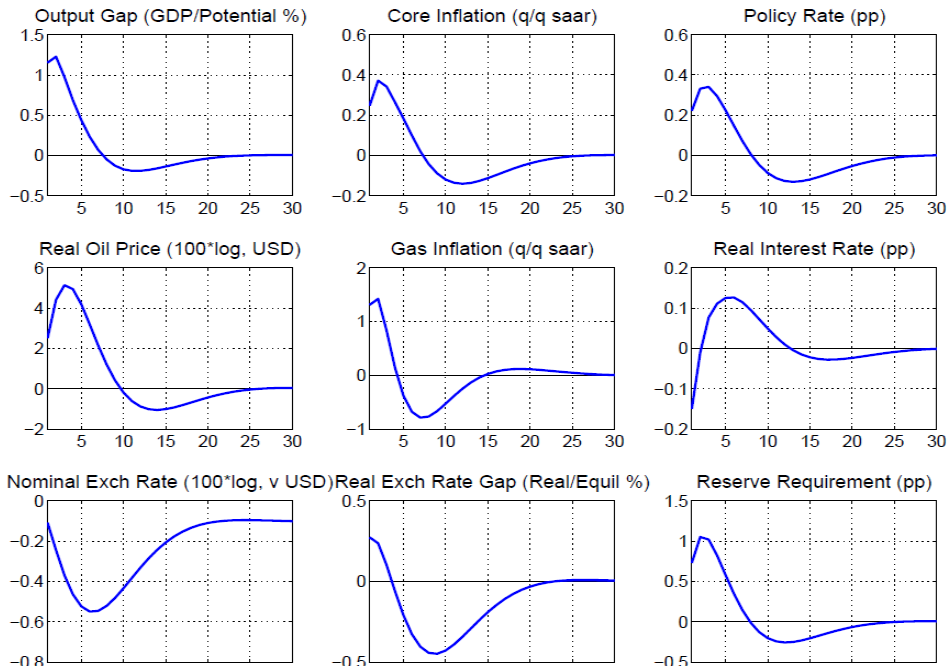 Output Gap (GDP/Potential %) Core Inflation (q/q saar) Policy Rate (pp)
1.5 0.6 0.6
1 0.4 0.4
0.5 0.2 0.2
0 0 0
−0.5 −0.2 −0.2
5 10 15 20 25 30 5 10 15 20 25 30 5 10 15 20 25 30
Real Oil Price (100*log, USD) Gas Inflation (q/q saar) Real Interest Rate (pp)
6 2 0.2
4 1 0.1
2 0 0
0 −0.1
−2 −1 −0.2
5 10 15 20 25 30 5 10 15 20 25 30 5 10 15 20 25 30
Nominal Exch Rate (100*log, v USD) Real Exch Rate Gap (Real/Equil %) Reserve Requirement (pp)
0 0.5 1.5
−0.2 1
−0.4 0 0.5
−0.6 0
−0.8 −0.5 −0.5